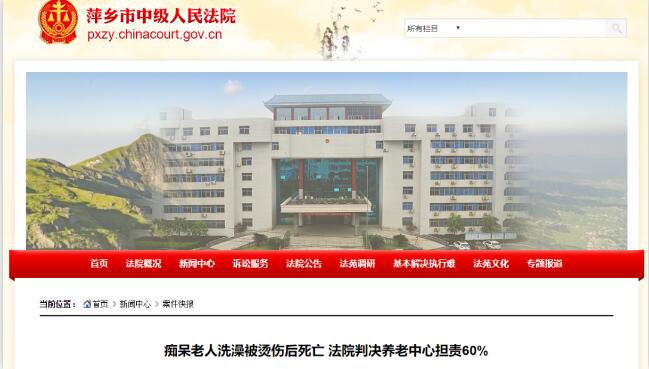 萍乡市中级人民法院
pxzy.chinacourt.gov.cn
所有栏目
首页 法院概况 新闻中心 诉讼服务 法院公告 法苑调研 基本解决执行难 法苑文化 专题报道
当前位置： 首页 > 新闻中心 > 案件快报
痴呆老人洗澡被烫伤后死亡 法院判决养老中心担责60%